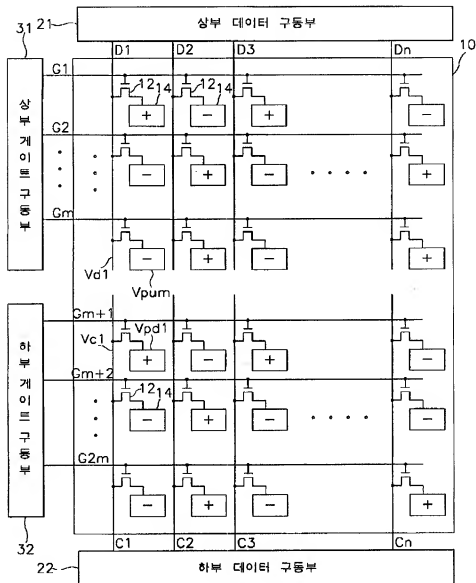 31
21
상부 데이터 구동부
10
D1 D2 D3 Dn
상부 게이트 구동부
G1
12 14 12 14
+ - + -
G2
- + - +
Gm
- + - +
Vd1
Vpum
Gm+1
Vc1
Vpd1
+ - - -
하부 게이트 구동부
Gm+2
12 14
- + - +
G2m
- + - +
32
C1 C2 C3 Cn
22
하부 데이터 구동부